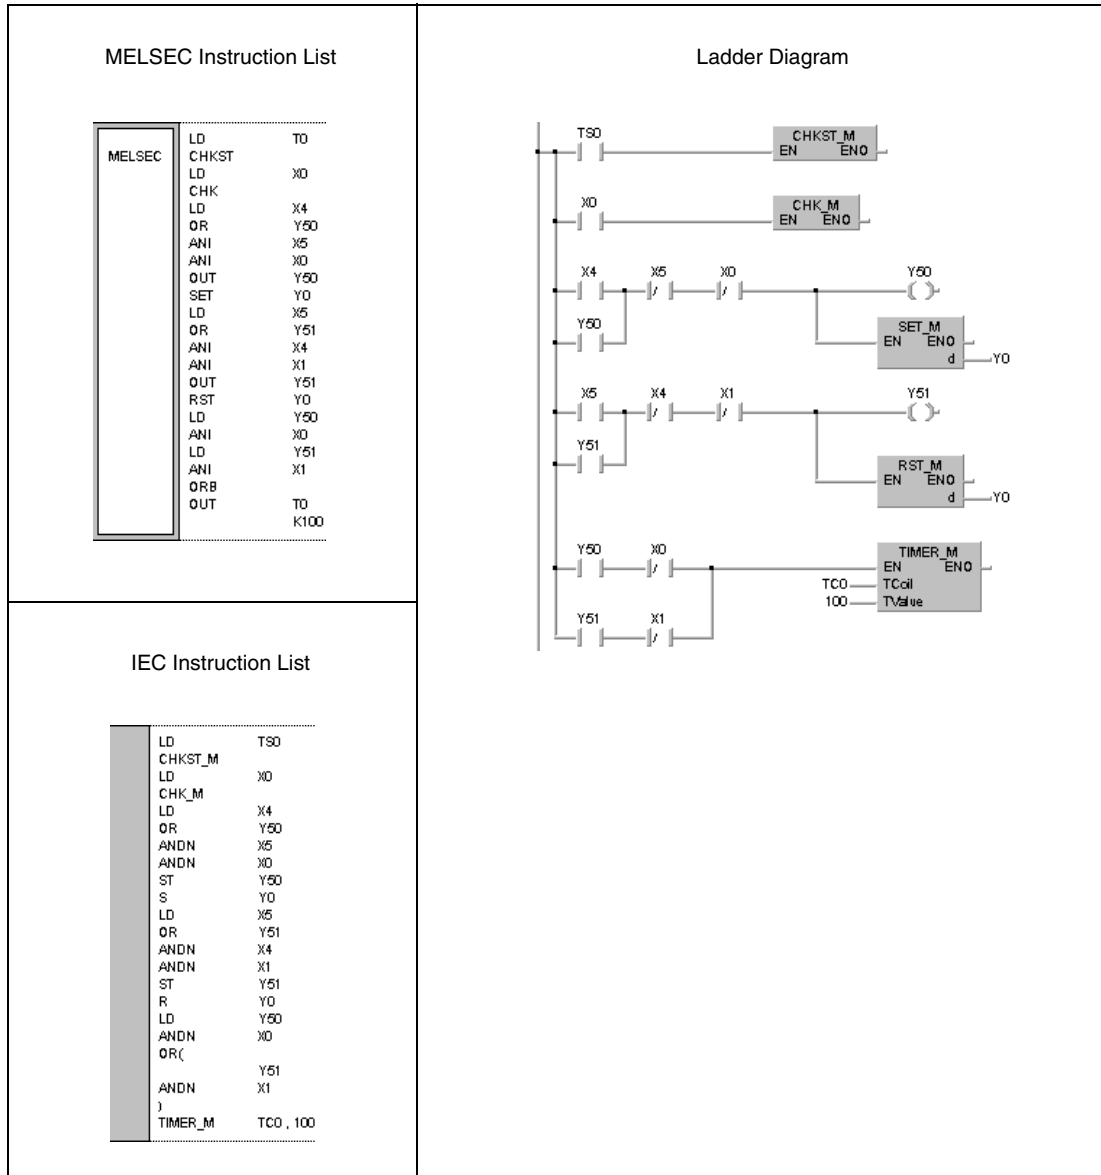 MELSEC Instruction List
MELSEC
LD T0
CHKST
LD X0
CHK
LD X4
OR Y50
ANI X5
ANI X0
OUT Y50
SET Y0
LD X5
OR Y51
ANI X4
ANI X1
OUT Y51
RST Y0
LD Y50
ANI X0
LD Y51
ANI X1
ORB
OUT T0
K100
Ladder Diagram
TS0 CHKST_M
EN ENO
X0 CHK_M
EN ENO
X4 X5 X0 Y50
Y50 SET_M
EN ENO
d Y0
X5 X4 X1 Y51
Y51 RST_M
EN ENO
d Y0
Y50 X0 TIMER_M
EN ENO
TC0 TCoil
100 TValue
Y51 X1
IEC Instruction List
LD TS0
CHKST_M
LD X0
CHK_M
LD X4
OR Y50
ANDN X5
ANDN X0
ST Y50
S Y0
LD X5
OR Y51
ANDN X4
ANDN X1
ST Y51
R Y0
LD Y50
ANDN X0
OR(
Y51
ANDN X1
)
TIMER_M TC0 , 100